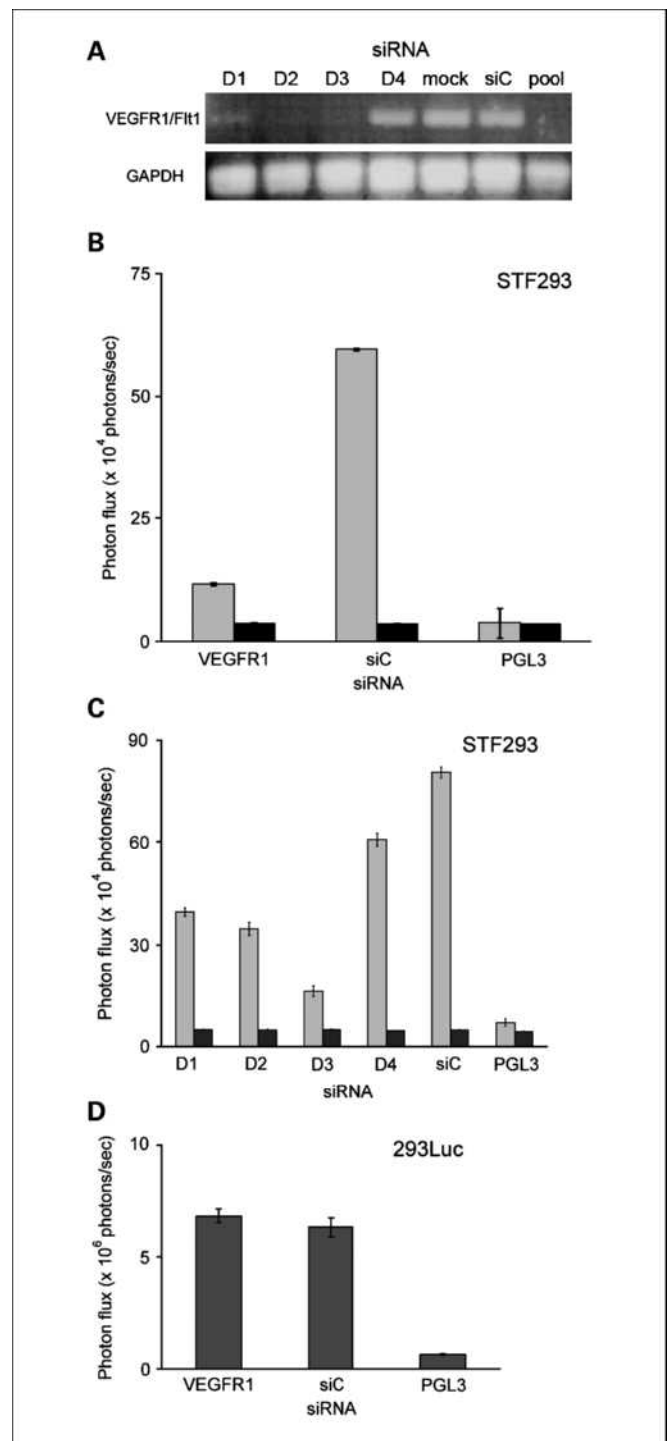 A
siRNA
D1 D2 D3 D4 mock siC pool
VEGFR1/Flt1
GAPDH
B
STF293
Photon flux (x 10⁴ photons/sec)
75
50
25
0
VEGFR1 siC PGL3
siRNA
C
STF293
Photon flux (x 10⁴ photons/sec)
90
60
30
0
D1 D2 D3 D4 siC PGL3
siRNA
D
293Luc
Photon flux (x 10⁶ photons/sec)
10
5
0
VEGFR1 siC PGL3
siRNA